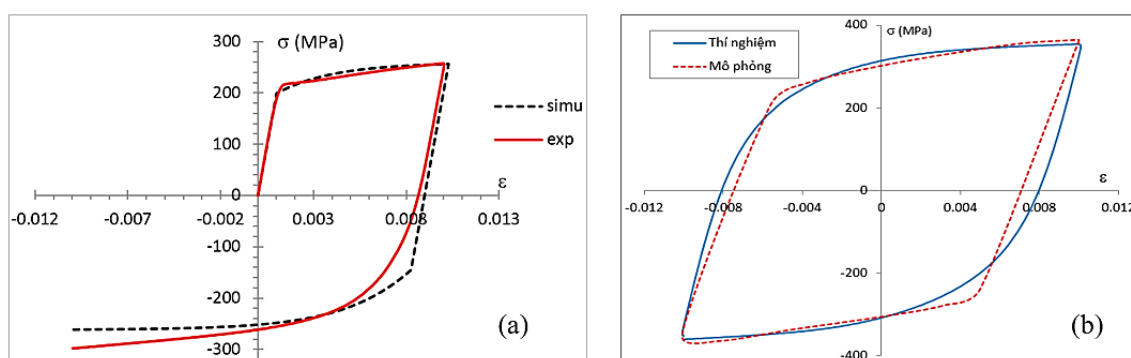 σ (MPa)
300
200
100
0
-100
-200
-300
-0.012
-0.007
-0.002
0.003
0.008
0.013
ε
simu
exp
(a)
σ (MPa)
400
200
0
-200
-400
-0.012
-0.008
-0.004
0
0.004
0.008
0.012
ε
Thí nghiệm
Mô phỏng
(b)